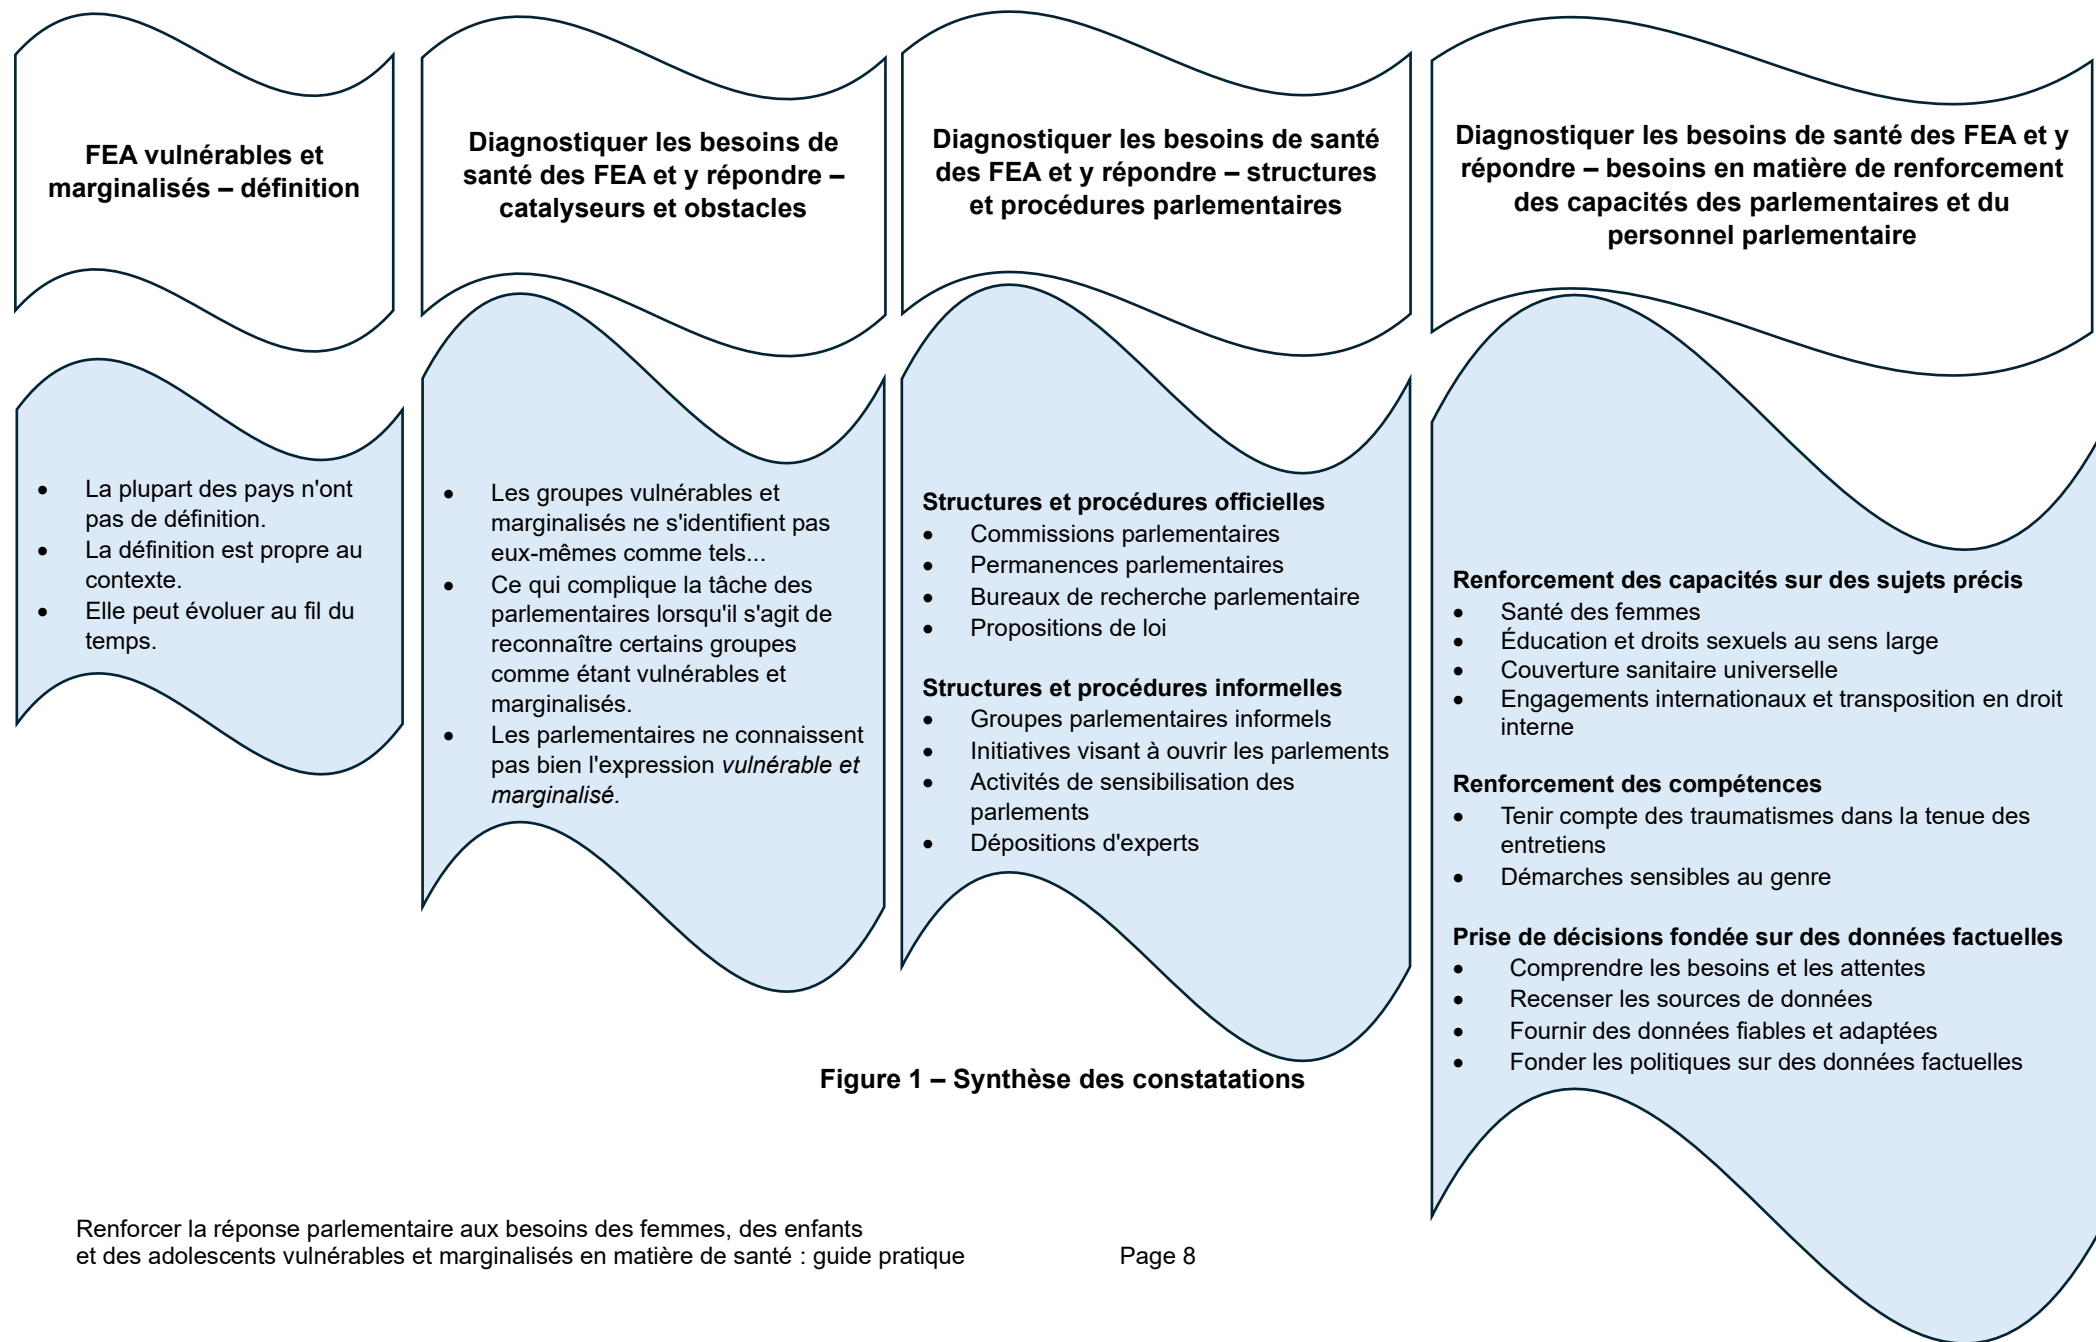 FEA vulnérables et
marginalisés – définition
Diagnostiquer les besoins de
santé des FEA et y répondre –
catalyseurs et obstacles
Diagnostiquer les besoins de santé
des FEA et y répondre – structures
et procédures parlementaires
Diagnostiquer les besoins de santé des FEA et y
répondre – besoins en matière de renforcement
des capacités des parlementaires et du
personnel parlementaire
• La plupart des pays n'ont
pas de définition.
• La définition est propre au
contexte.
• Elle peut évoluer au fil du
temps.
• Les groupes vulnérables et
marginalisés ne s'identifient pas
eux-mêmes comme tels...
• Ce qui complique la tâche des
parlementaires lorsqu'il s'agit de
reconnaître certains groupes
comme étant vulnérables et
marginalisés.
• Les parlementaires ne connaissent
pas bien l'expression vulnérable et
marginalisé.
Structures et procédures officielles
• Commissions parlementaires
• Permanences parlementaires
• Bureaux de recherche parlementaire
• Propositions de loi
Structures et procédures informelles
• Groupes parlementaires informels
• Initiatives visant à ouvrir les parlements
• Activités de sensibilisation des
parlements
• Dépositions d'experts
Renforcement des capacités sur des sujets précis
• Santé des femmes
• Éducation et droits sexuels au sens large
• Couverture sanitaire universelle
• Engagements internationaux et transposition en droit
interne
Renforcement des compétences
• Tenir compte des traumatismes dans la tenue des
entretiens
• Démarches sensibles au genre
Prise de décisions fondée sur des données factuelles
• Comprendre les besoins et les attentes
• Recenser les sources de données
• Fournir des données fiables et adaptées
• Fonder les politiques sur des données factuelles
Figure 1 – Synthèse des constatations
Renforcer la réponse parlementaire aux besoins des femmes, des enfants
et des adolescents vulnérables et marginalisés en matière de santé : guide pratique Page 8